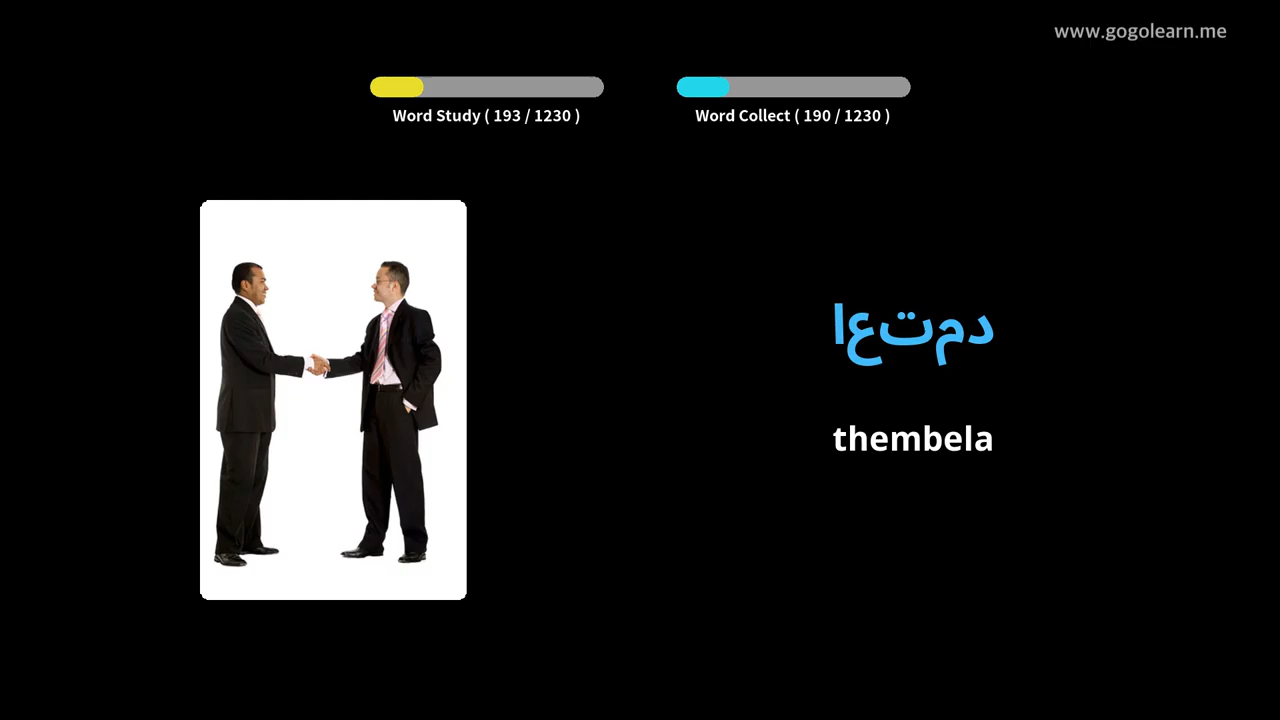 www.gogolearn.me
Word Study ( 193 / 1230 )
Word Collect ( 190 / 1230 )
اعتمد
thembela